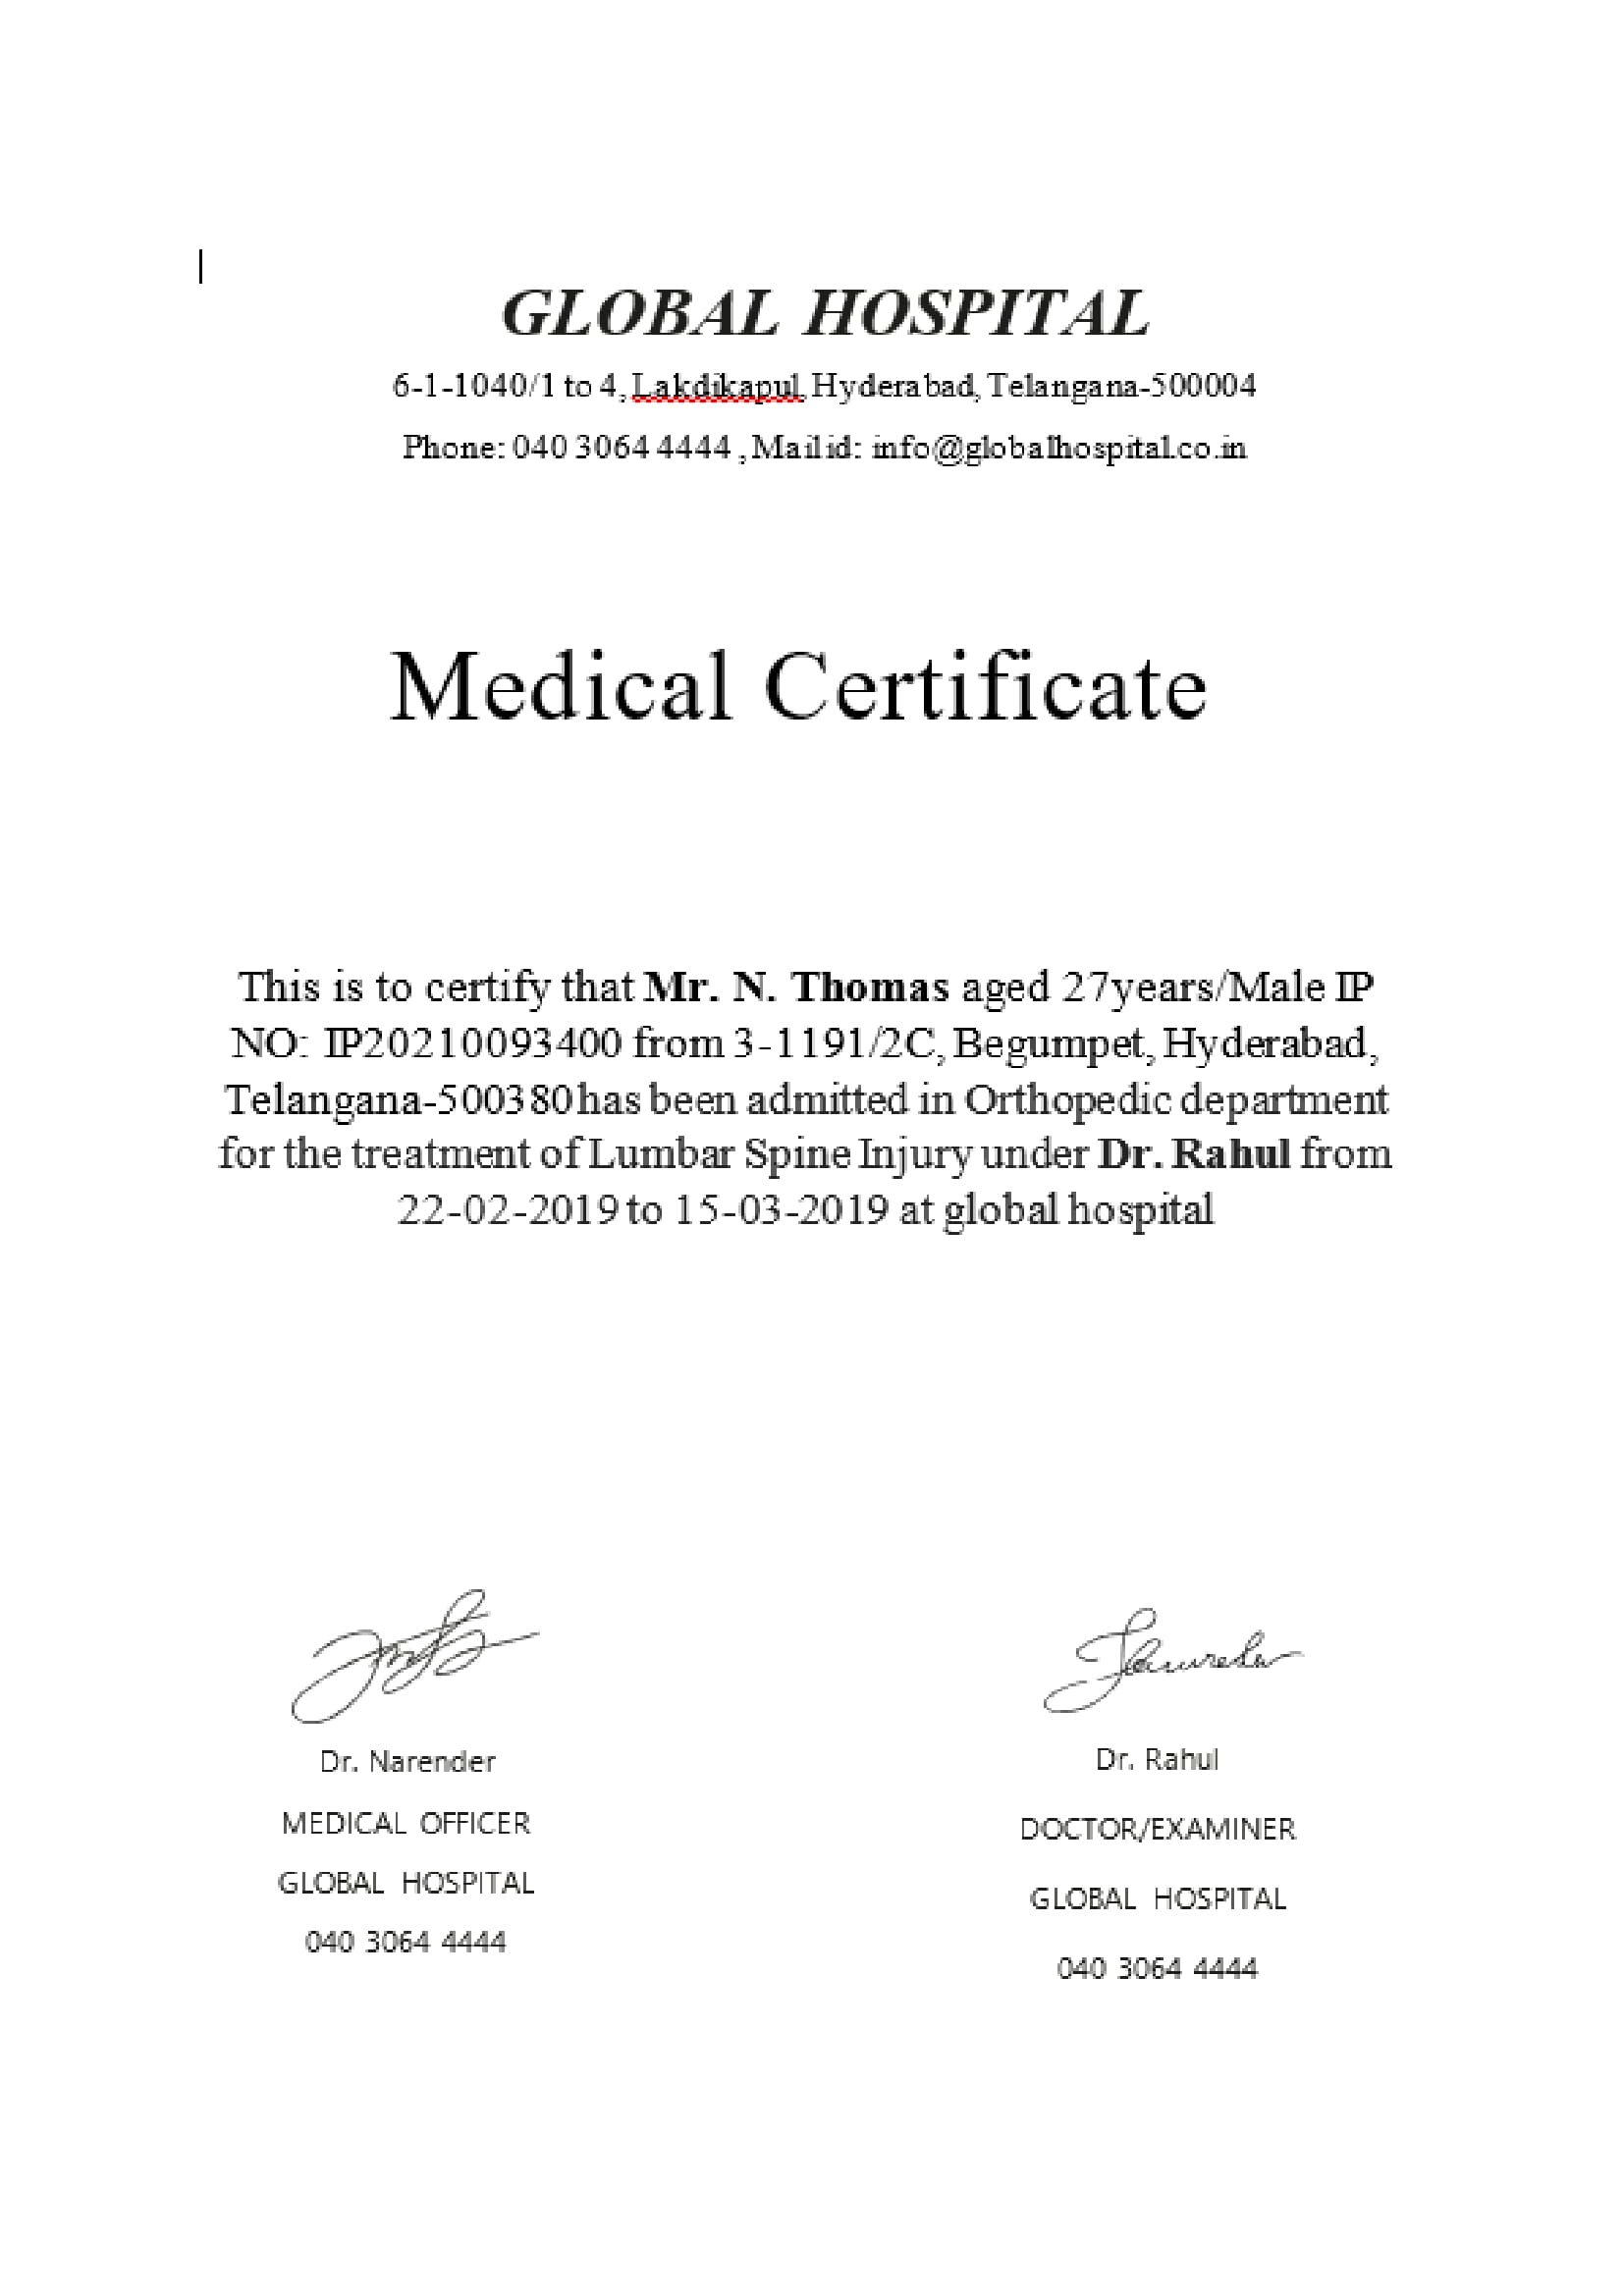 GLOBAL HOSPITAL
6-1-1040/1 to 4, Lakdikapul, Hyderabad, Telangana-500004
Phone: 040 3064 4444 , Mail id: info@globalhospital.co.in
Medical Certificate
This is to certify that Mr. N. Thomas aged 27years/Male IP
NO: IP20210093400 from 3-1191/2C, Begumpet, Hyderabad,
Telangana-500380 has been admitted in Orthopedic department
for the treatment of Lumbar Spine Injury under Dr. Rahul from
22-02-2019 to 15-03-2019 at global hospital
Dr. Narender
MEDICAL OFFICER
GLOBAL HOSPITAL
040 3064 4444
Dr. Rahul
DOCTOR/EXAMINER
GLOBAL HOSPITAL
040 3064 4444